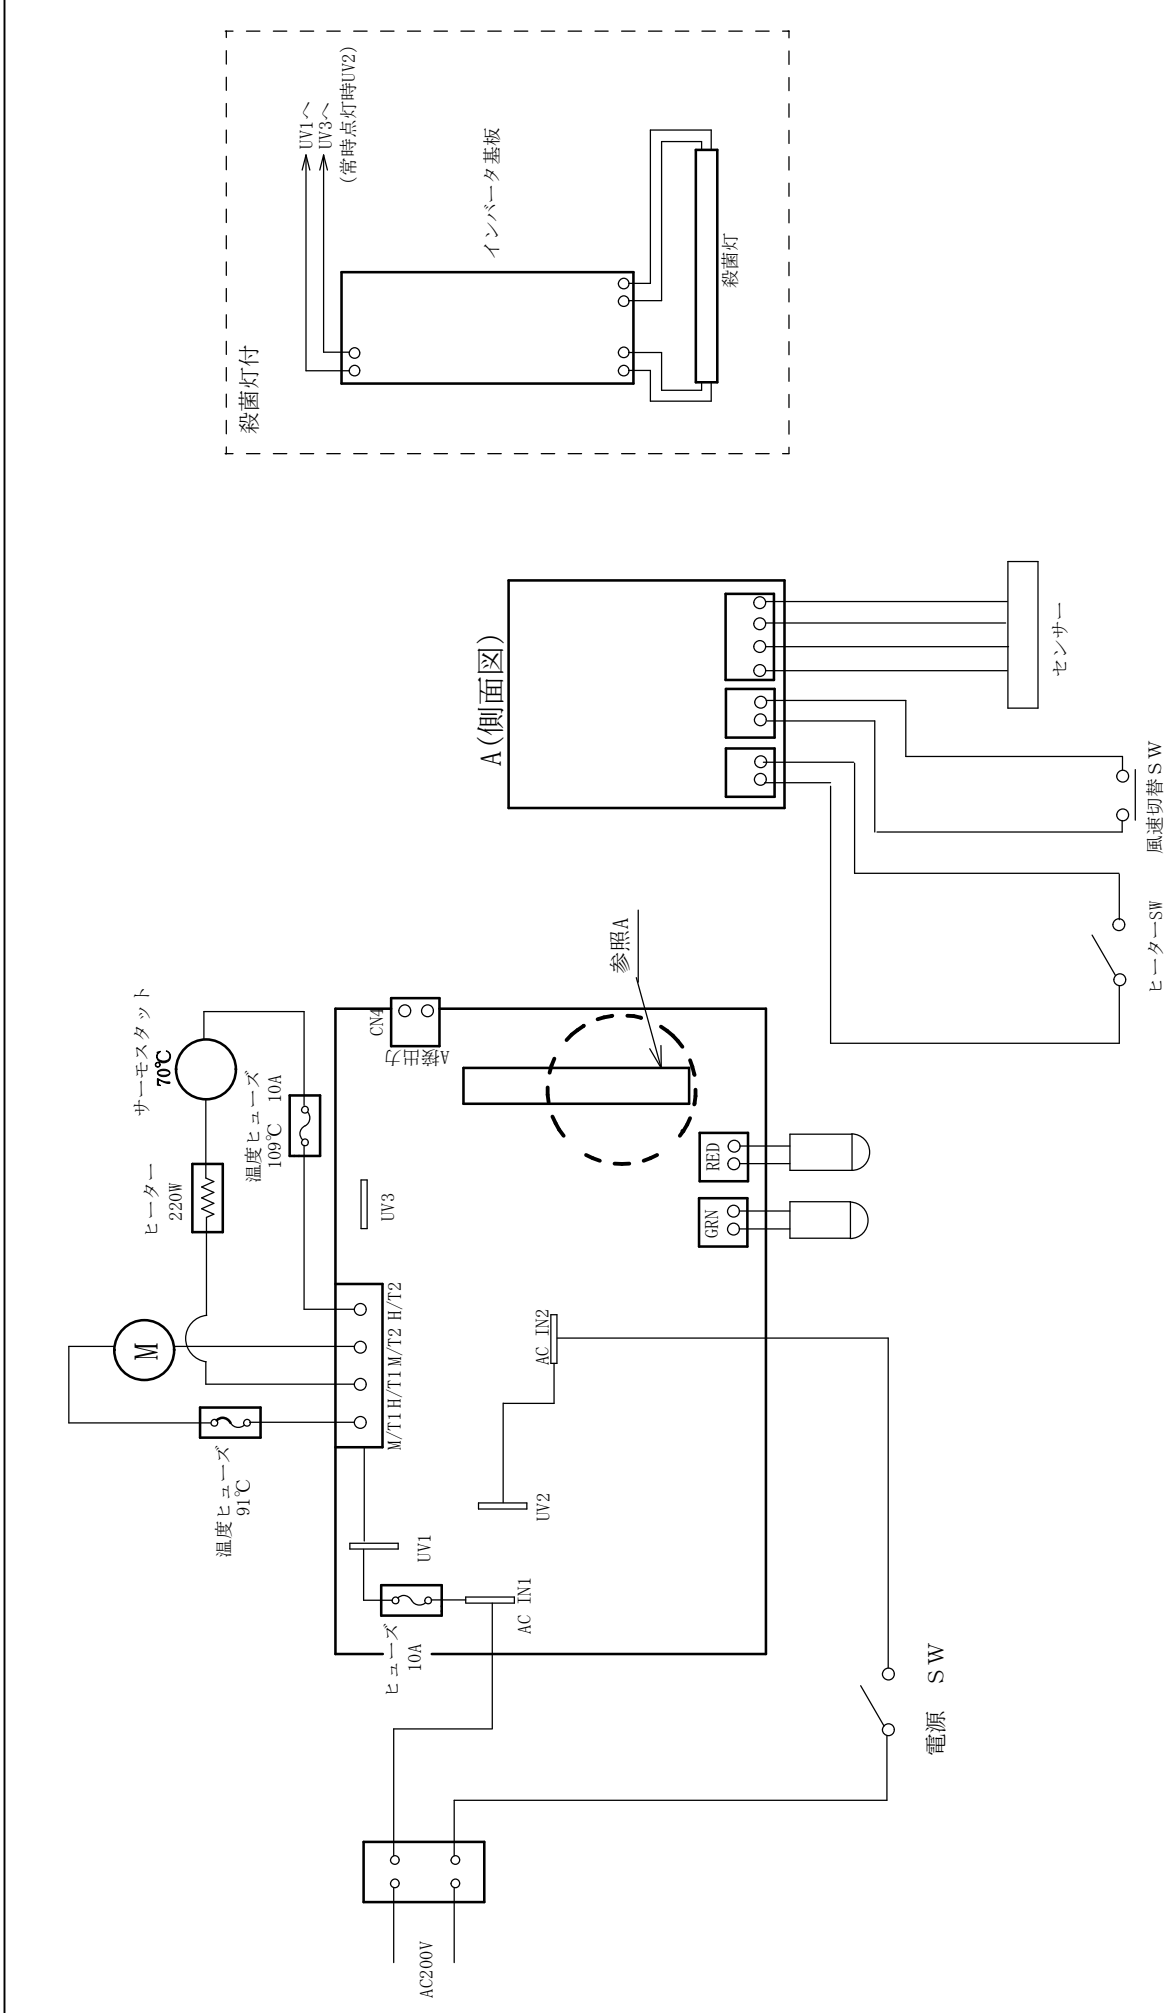 AC200V
電源 SW
ヒューズ
10A
AC IN1
UV1
UV2
AC IN2
UV3
温度ヒューズ
91℃
M
M/T1 H/T1 M/T2 H/T2
ヒーター
220W
サーモスタット
70℃
温度ヒューズ
109℃ 10A
CN4
A接出力
GRN
RED
参照A
A(側面図)
ヒーターSW
風速切替SW
センサー
殺菌灯付
UV1へ
UV3へ
(常時点灯時UV2)
インバータ基板
殺菌灯